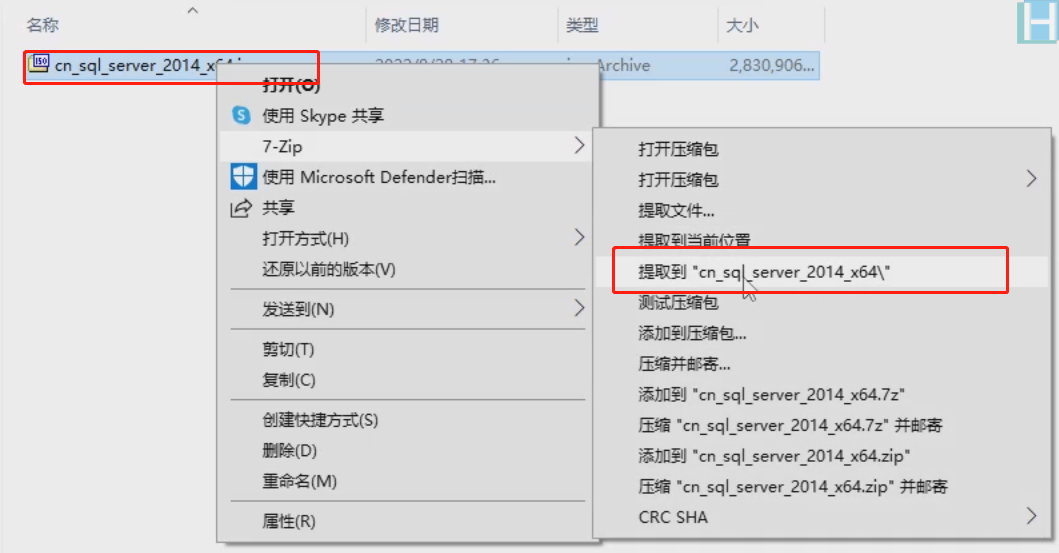 名称 修改日期 类型 大小
cn_sql_server_2014_x64.i Archive 2,830,906...
打开(O)
使用 Skype 共享
7-Zip
使用 Microsoft Defender扫描...
共享
打开方式(H)
还原以前的版本(V)
发送到(N)
剪切(T)
复制(C)
创建快捷方式(S)
删除(D)
重命名(M)
属性(R)
打开压缩包
打开压缩包
提取文件...
提取到当前位置
提取到 "cn_sql_server_2014_x64\"
测试压缩包
添加到压缩包...
压缩并邮寄...
添加到 "cn_sql_server_2014_x64.7z"
压缩 "cn_sql_server_2014_x64.7z" 并邮寄
添加到 "cn_sql_server_2014_x64.zip"
压缩 "cn_sql_server_2014_x64.zip" 并邮寄
CRC SHA